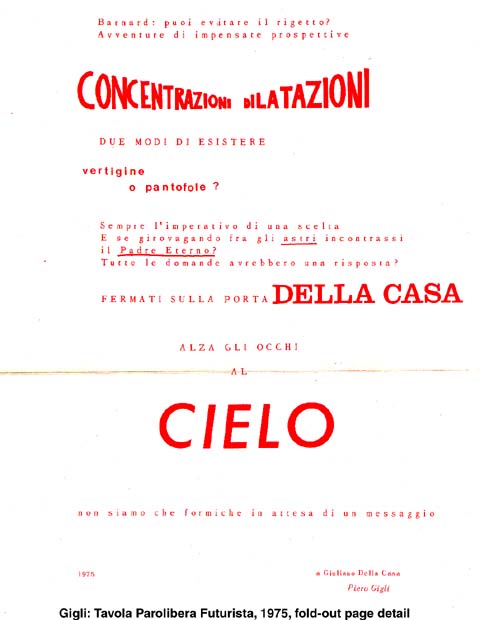 Barnard: puoi evitare il rigetto?
Avventure di impensate prospettive
CONCENTRAZIONI DILATAZIONI
DUE MODI DI ESISTERE
vertigine
o pantofole ?
Sempre l'imperativo di una scelta
E se girovagando fra gli astri incontrassi
il Padre Eterno?
Tutte le domande avrebbero una risposta?
FERMATI SULLA PORTA DELLA CASA
ALZA GLI OCCHI
AL
CIELO
non siamo che formiche in attesa di un messaggio
1975
a Giuliano Della Casa
Piero Gigli
Gigli: Tavola Parolibera Futurista, 1975, fold-out page detail